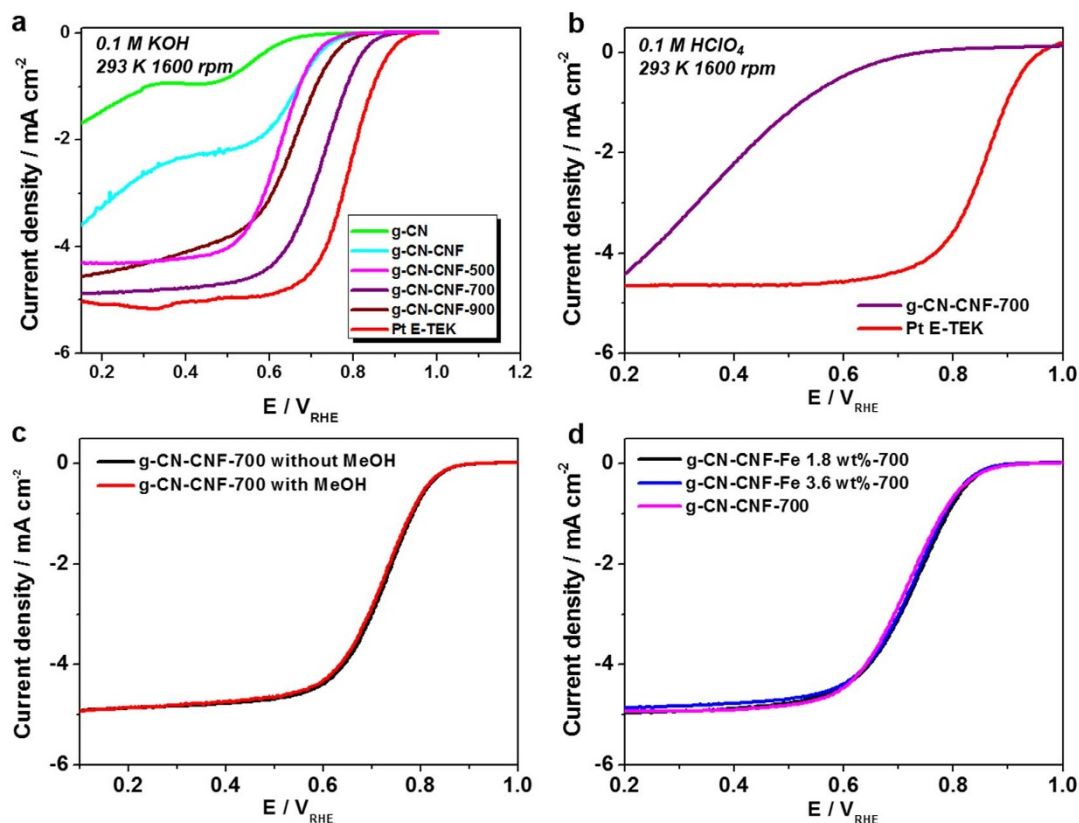 a
0.1 M KOH
293 K 1600 rpm
0
-2
-4
-6
Current density / mA cm⁻²
g-CN
g-CN-CNF
g-CN-CNF-500
g-CN-CNF-700
g-CN-CNF-900
Pt E-TEK
0.2 0.4 0.6 0.8 1.0 1.2
E / V_RHE
b
0.1 M HClO₄
293 K 1600 rpm
0
-2
-4
-6
Current density / mA cm⁻²
g-CN-CNF-700
Pt E-TEK
0.2 0.4 0.6 0.8 1.0
E / V_RHE
c
g-CN-CNF-700 without MeOH
g-CN-CNF-700 with MeOH
0
-2
-4
-6
Current density / mA cm⁻²
0.2 0.4 0.6 0.8 1.0
E / V_RHE
d
g-CN-CNF-Fe 1.8 wt%-700
g-CN-CNF-Fe 3.6 wt%-700
g-CN-CNF-700
0
-2
-4
-6
Current density / mA cm⁻²
0.2 0.4 0.6 0.8 1.0
E / V_RHE